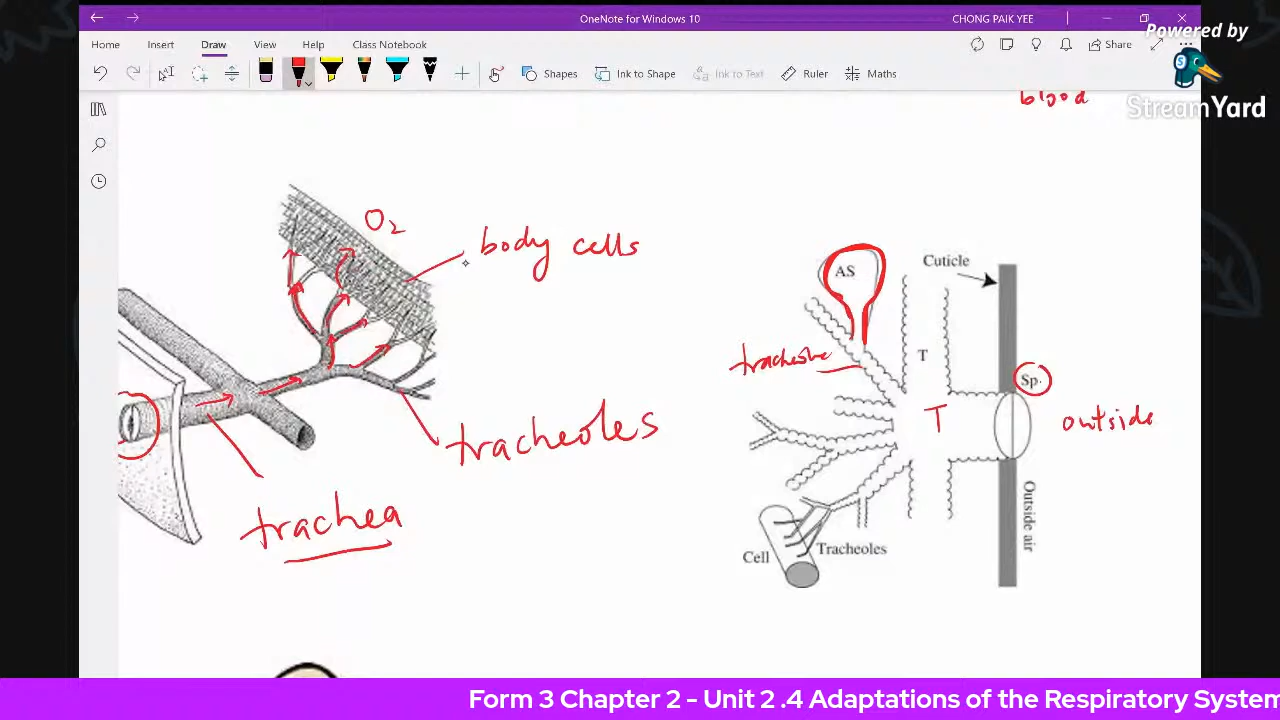 OneNote for Windows 10
CHONG PAIK YEE
Powered by
StreamYard
Home Insert Draw View Help Class Notebook
Share
Shapes Ink to Shape Ink to Text Ruler Maths
blood
O2
body cells
AS
Cuticle
T
Sp.
T
outside
tracheoles
trachea
Outside air
Cell
Tracheoles
Form 3 Chapter 2 - Unit 2 .4 Adaptations of the Respiratory System